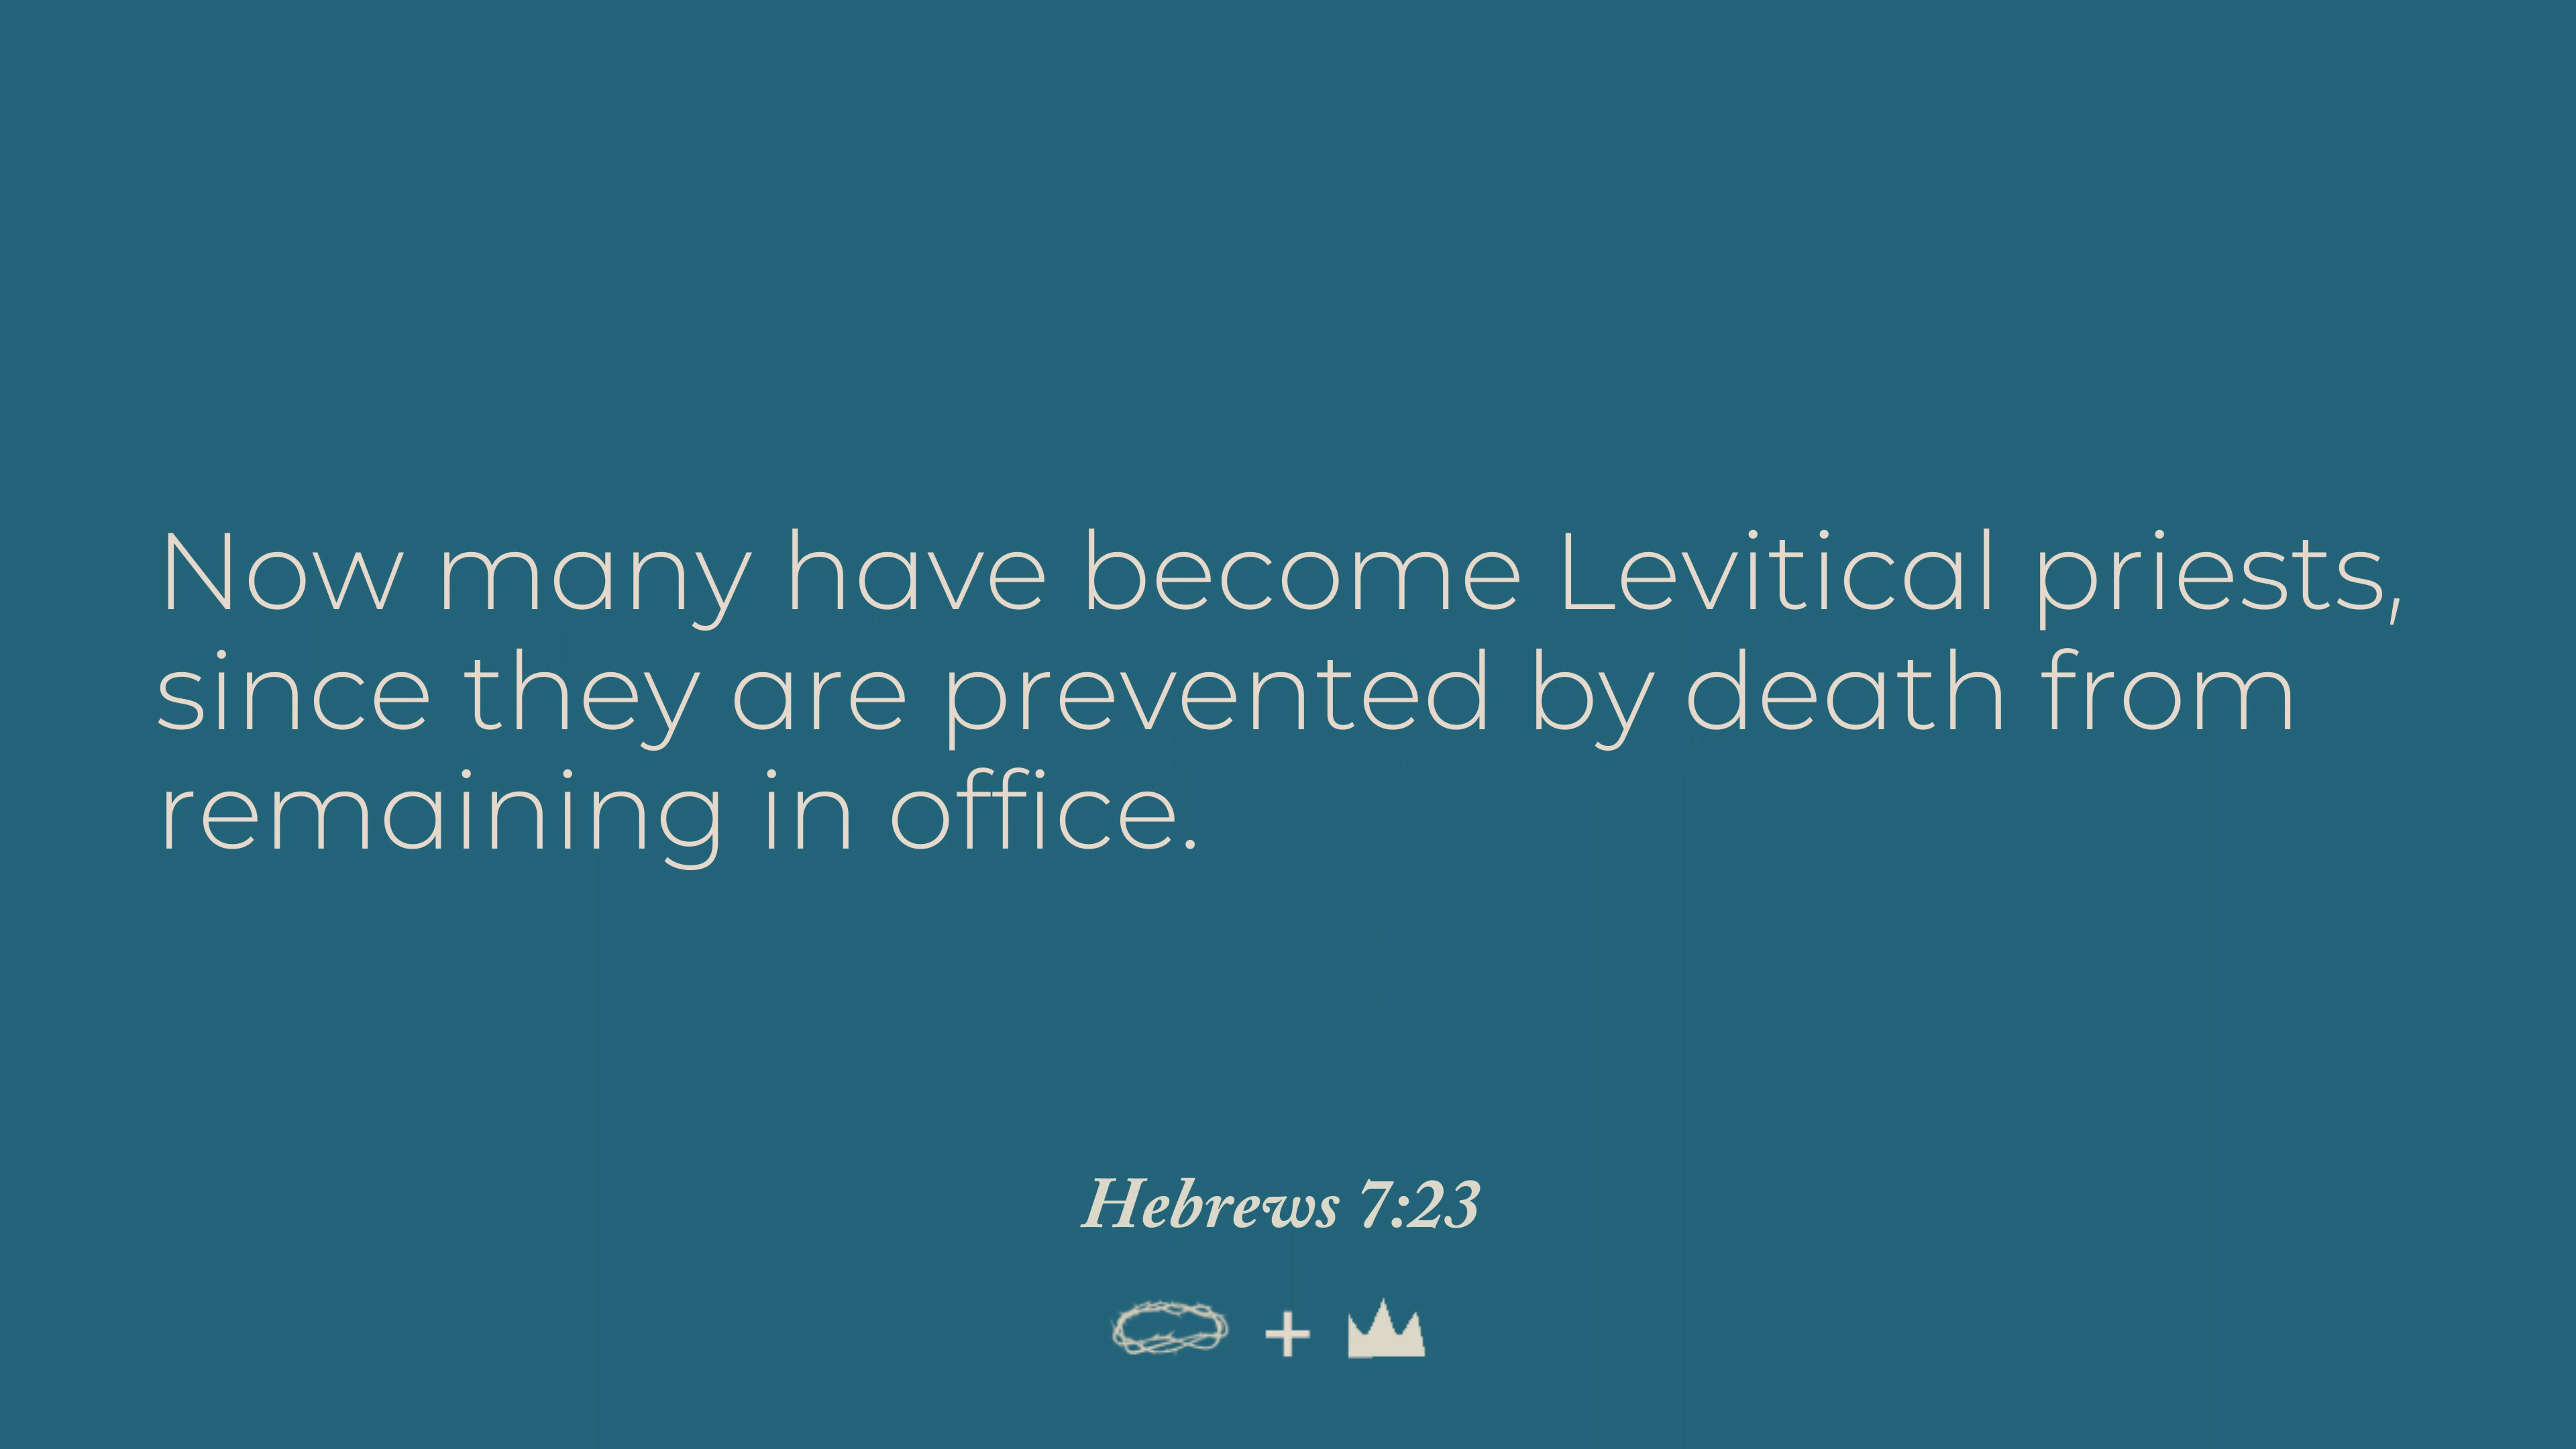 Now many have become Levitical priests,
since they are prevented by death from
remaining in office.
Hebrews 7:23
+